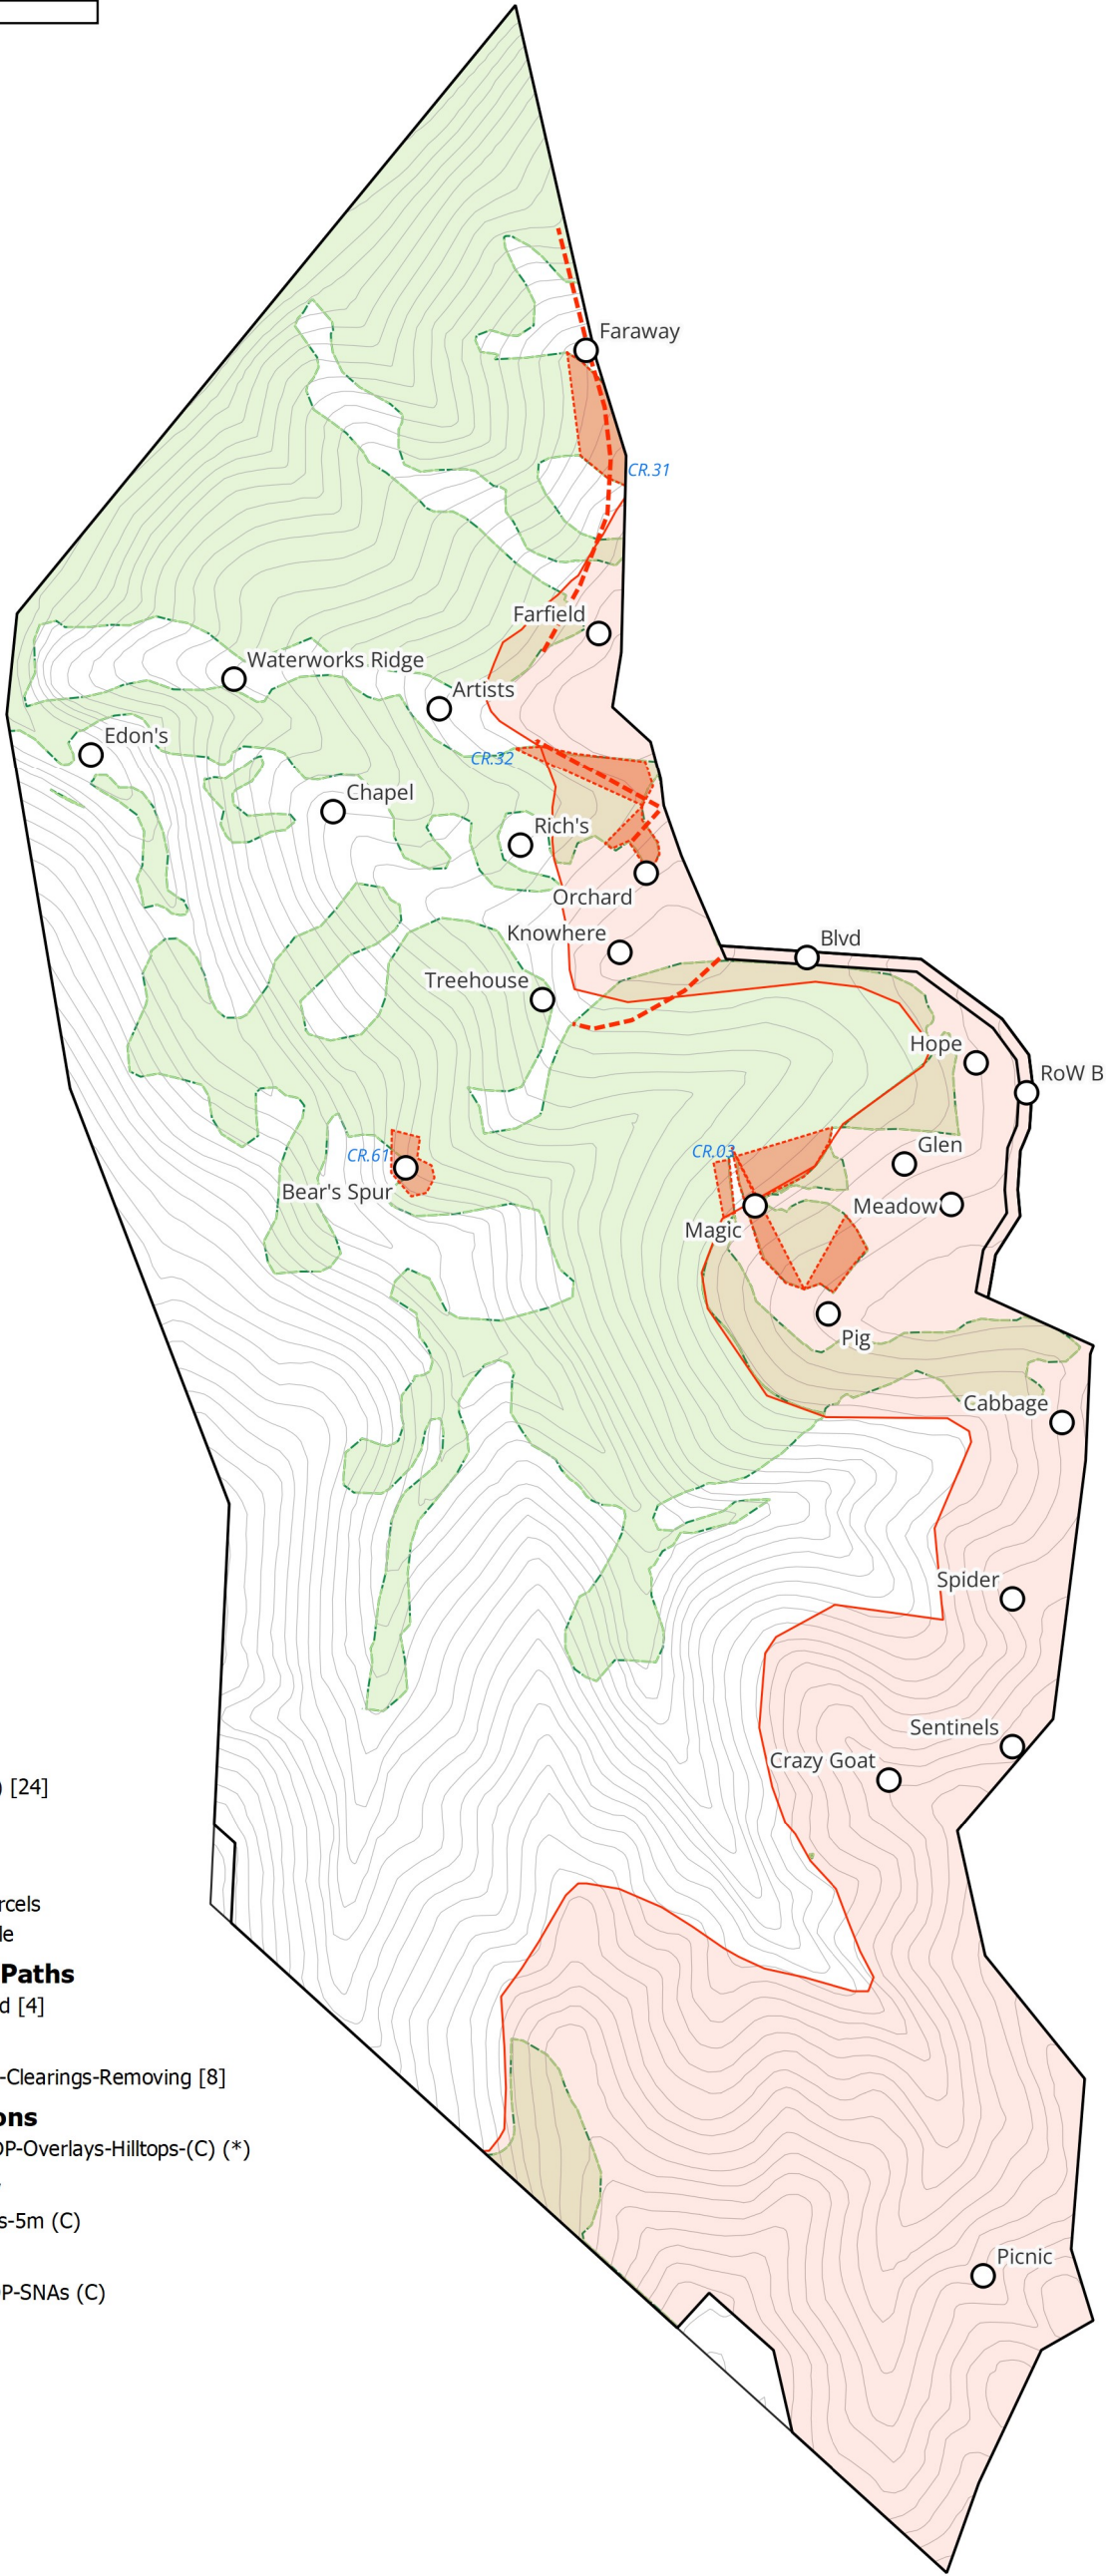 Faraway
CR.31
Farfield
Waterworks Ridge
Artists
Edon's
CR.32
Chapel
Rich's
Orchard
Knowhere
Blvd
Treehouse
Hope
RoW B
CR.03
Glen
CR.61
Bear's Spur
Meadow
Magic
Pig
Cabbage
Spider
Sentinels
Crazy Goat
) [24]
rcels
le
Paths
d [4]
-Clearings-Removing [8]
ons
OP-Overlays-Hilltops-(C) (*)
s-5m (C)
Picnic
P-SNAs (C)